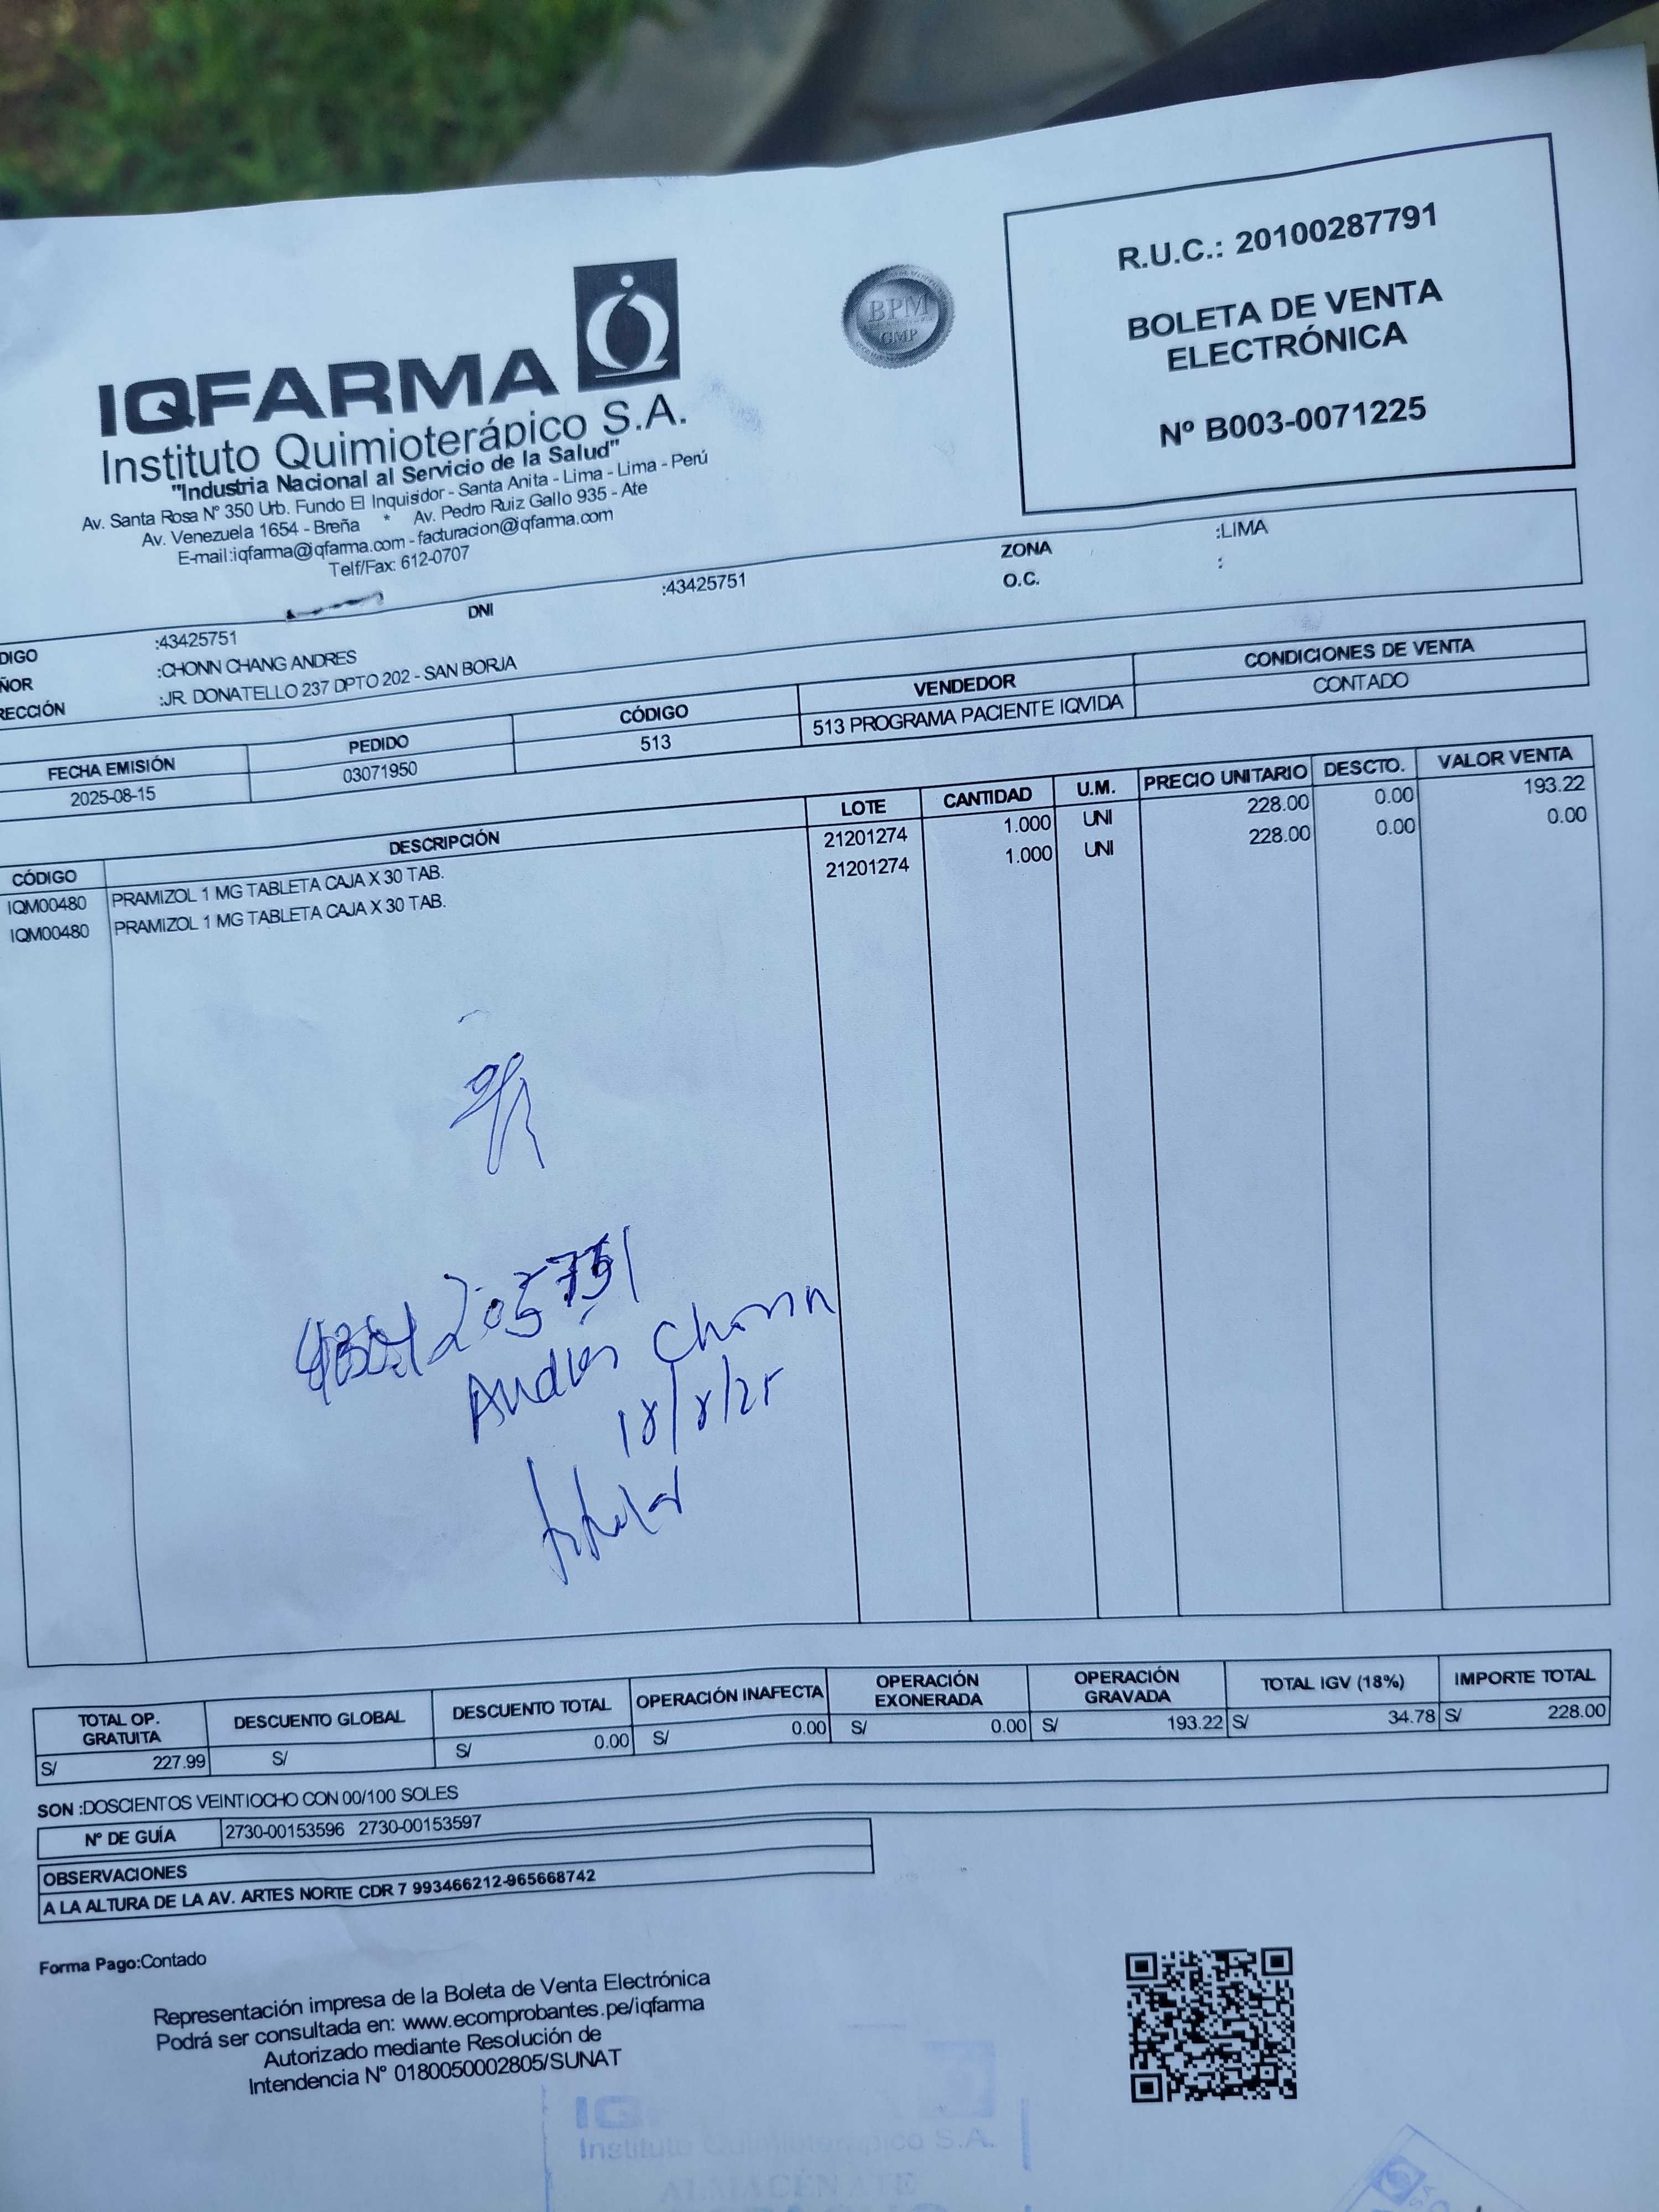 IQFARMA
Instituto Quimioterápico S.A.
"Industria Nacional al Servicio de la Salud"
Av. Santa Rosa N° 350 Urb. Fundo El Inquisidor - Santa Anita - Lima - Lima - Perú
Av. Venezuela 1654 - Breña * Av. Pedro Ruiz Gallo 935 - Ate
E-mail:iqfarma@iqfarma.com - facturacion@iqfarma.com
Telf/Fax: 612-0707
BPM
GMP
R.U.C.: 20100287791
BOLETA DE VENTA
ELECTRÓNICA
Nº B003-0071225
DIGO :43425751 DNI :43425751 ZONA :LIMA
ÑOR :CHONN CHANG ANDRES O.C. :
RECCIÓN :JR. DONATELLO 237 DPTO 202 - SAN BORJA
FECHA EMISIÓN PEDIDO CÓDIGO VENDEDOR CONDICIONES DE VENTA
2025-08-15 03071950 513 513 PROGRAMA PACIENTE IQVIDA CONTADO
CÓDIGO DESCRIPCIÓN LOTE CANTIDAD U.M. PRECIO UNITARIO DESCTO. VALOR VENTA
IQM00480 PRAMIZOL 1 MG TABLETA CAJA X 30 TAB. 21201274 1.000 UNI 228.00 0.00 193.22
IQM00480 PRAMIZOL 1 MG TABLETA CAJA X 30 TAB. 21201274 1.000 UNI 228.00 0.00 0.00
Andrés Chonn
18/8/25
titular
TOTAL OP. GRATUITA DESCUENTO GLOBAL DESCUENTO TOTAL OPERACIÓN INAFECTA OPERACIÓN EXONERADA OPERACIÓN GRAVADA TOTAL IGV (18%) IMPORTE TOTAL
S/ 227.99 S/ S/ 0.00 S/ 0.00 S/ 0.00 S/ 193.22 S/ 34.78 S/ 228.00
SON :DOSCIENTOS VEINTIOCHO CON 00/100 SOLES
N° DE GUÍA 2730-00153596 2730-00153597
OBSERVACIONES
A LA ALTURA DE LA AV. ARTES NORTE CDR 7 993466212-965668742
Forma Pago:Contado
Representación impresa de la Boleta de Venta Electrónica
Podrá ser consultada en: www.ecomprobantes.pe/iqfarma
Autorizado mediante Resolución de
Intendencia N° 0180050002805/SUNAT
Instituto Quimioterápico S.A.
ALMACÉN ATE